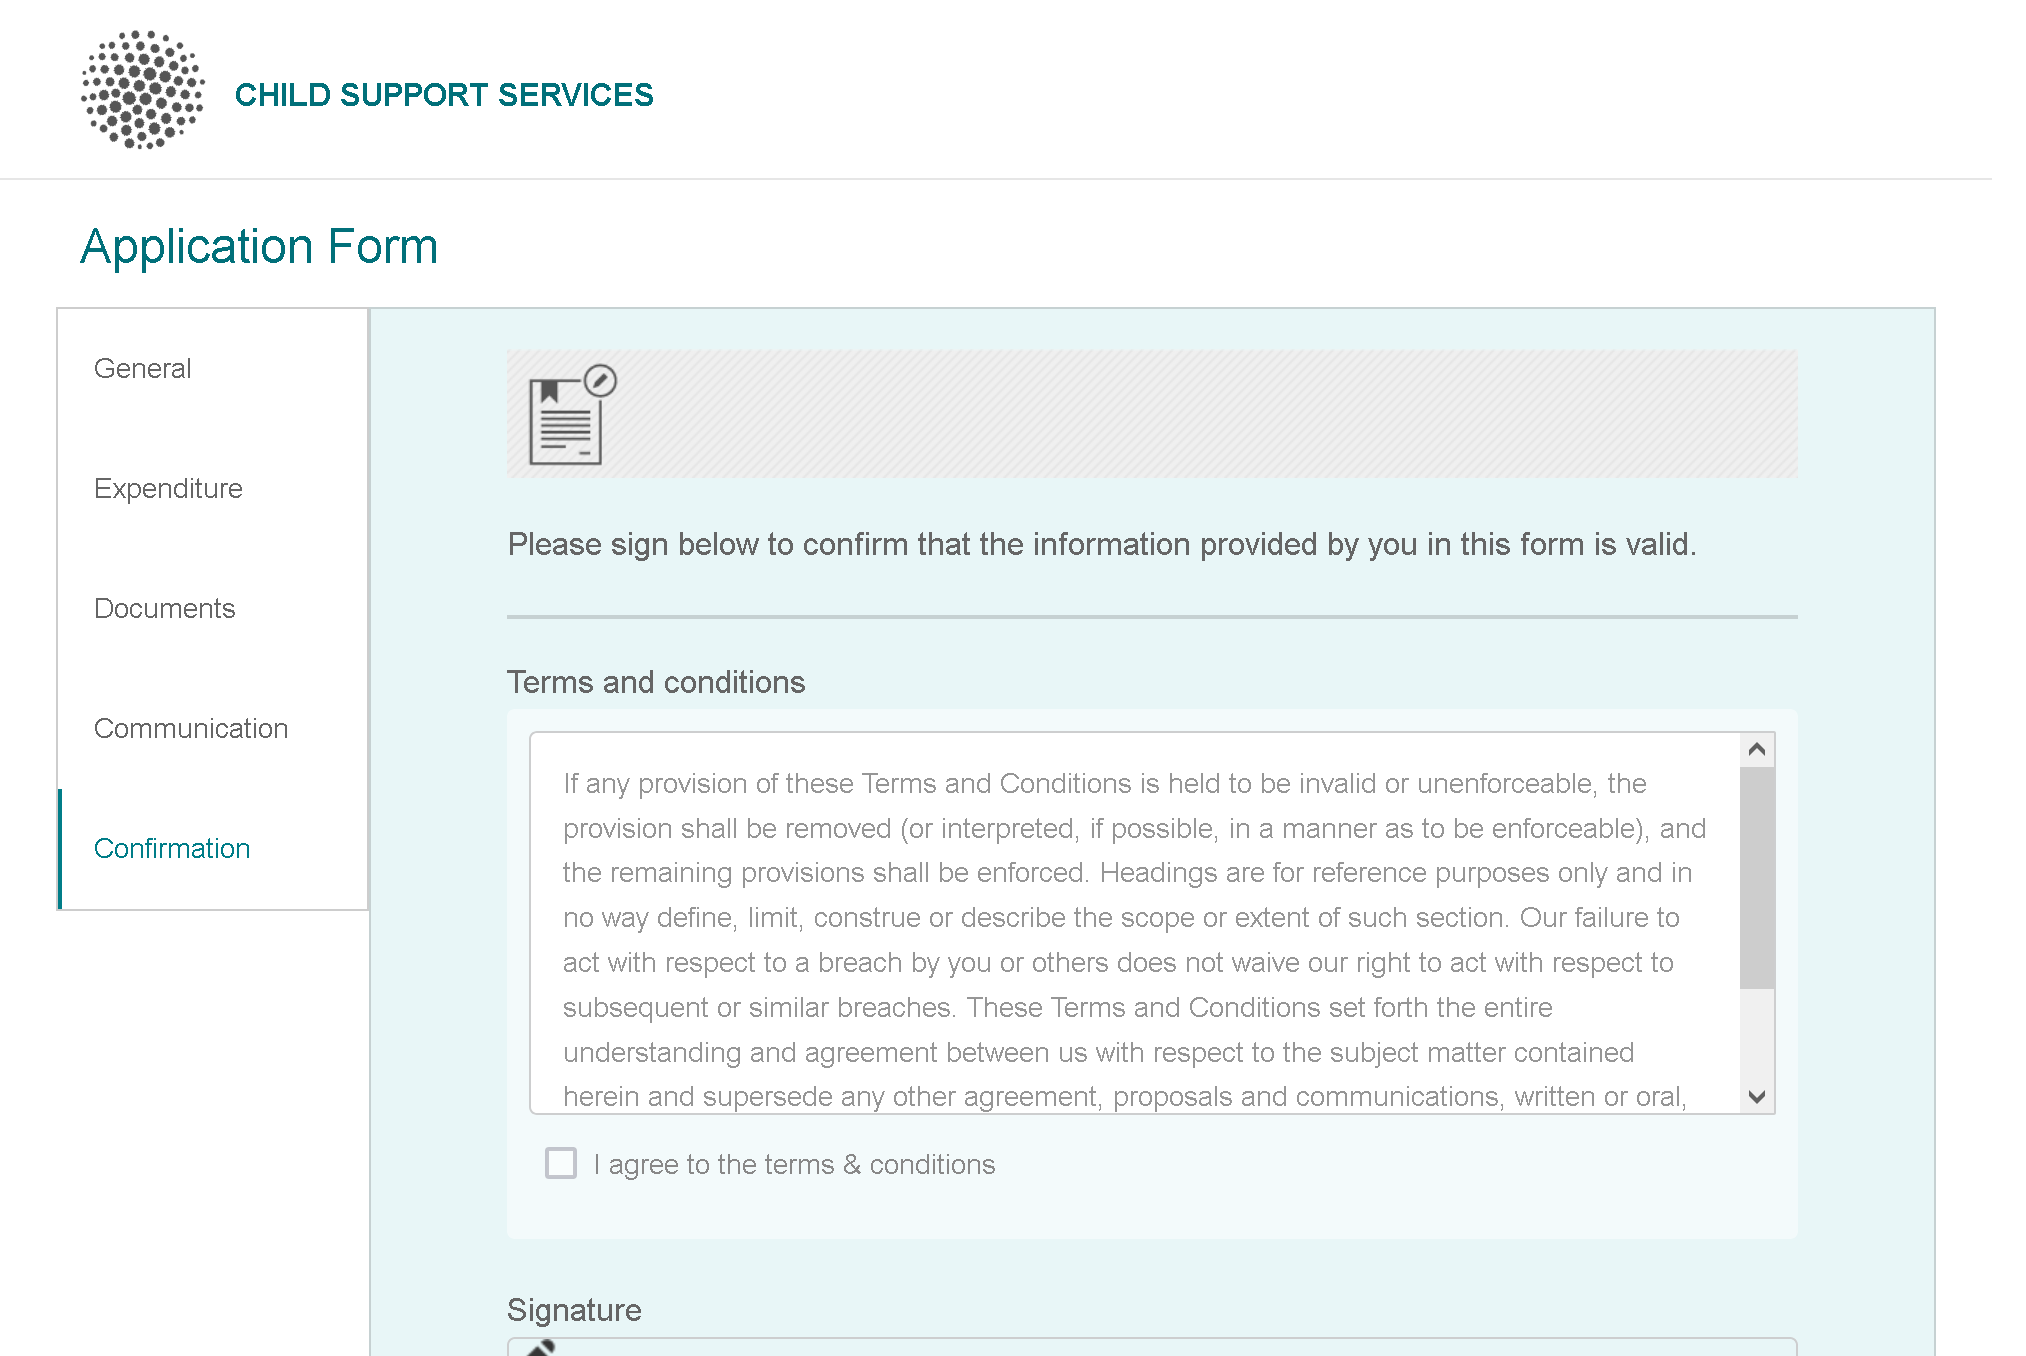 CHILD SUPPORT SERVICES
Application Form
General
Expenditure
Documents
Communication
Confirmation
Please sign below to confirm that the information provided by you in this form is valid.
Terms and conditions
If any provision of these Terms and Conditions is held to be invalid or unenforceable, the
provision shall be removed (or interpreted, if possible, in a manner as to be enforceable), and
the remaining provisions shall be enforced. Headings are for reference purposes only and in
no way define, limit, construe or describe the scope or extent of such section. Our failure to
act with respect to a breach by you or others does not waive our right to act with respect to
subsequent or similar breaches. These Terms and Conditions set forth the entire
understanding and agreement between us with respect to the subject matter contained
herein and supersede any other agreement, proposals and communications, written or oral,
I agree to the terms & conditions
Signature